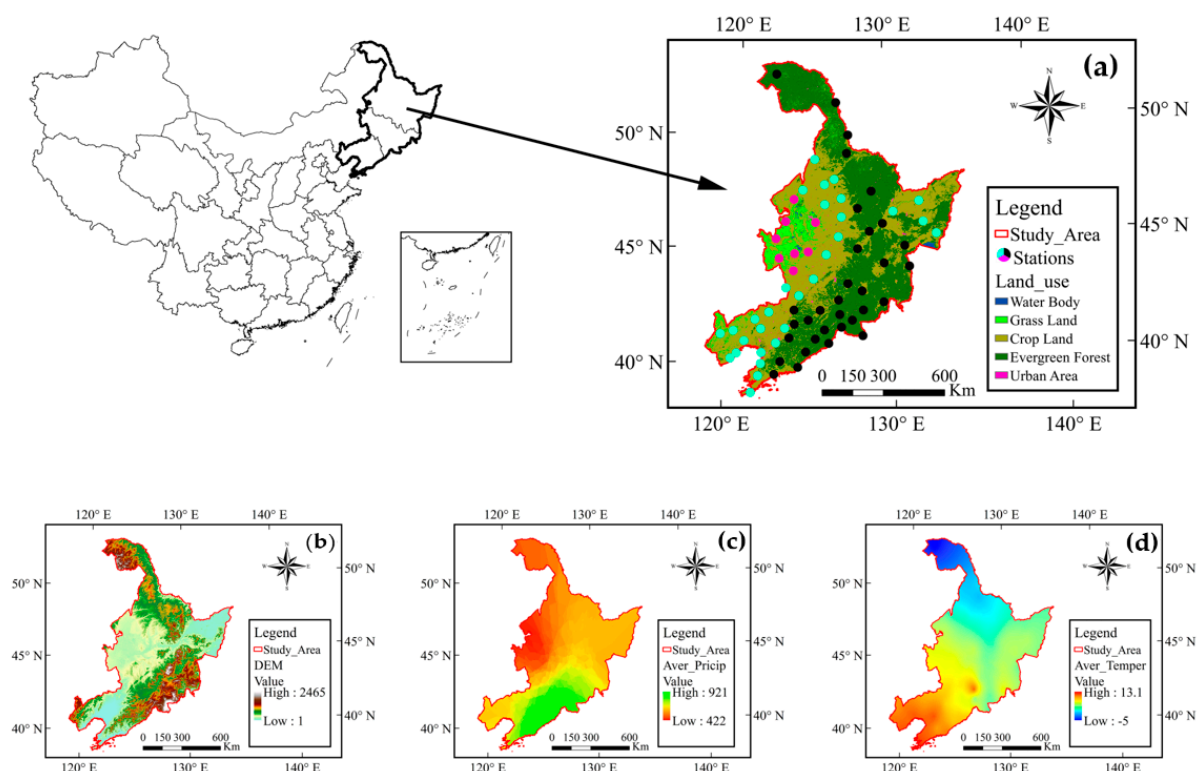 120° E 130° E 140° E
(a)
N
W E
S
50° N 50° N
45° N 45° N
40° N 40° N
Legend
Study_Area
Stations
Land_use
Water Body
Grass Land
Crop Land
Evergreen Forest
Urban Area
0 150 300 600
Km
120° E 130° E 140° E
120° E 130° E 140° E
(b)
N
W E
S
50° N 50° N
45° N 45° N
40° N 40° N
Legend
Study_Area
DEM
Value
High : 2465
Low : 1
0 150 300 600
Km
120° E 130° E 140° E
120° E 130° E 140° E
(c)
N
W E
S
50° N 50° N
45° N 45° N
40° N 40° N
Legend
Study_Area
Aver_Pricip
Value
High : 921
Low : 422
0 150 300 600
Km
120° E 130° E 140° E
120° E 130° E 140° E
(d)
N
W E
S
50° N 50° N
45° N 45° N
40° N 40° N
Legend
Study_Area
Aver_Temper
Value
High : 13.1
Low : -5
0 150 300 600
Km
120° E 130° E 140° E